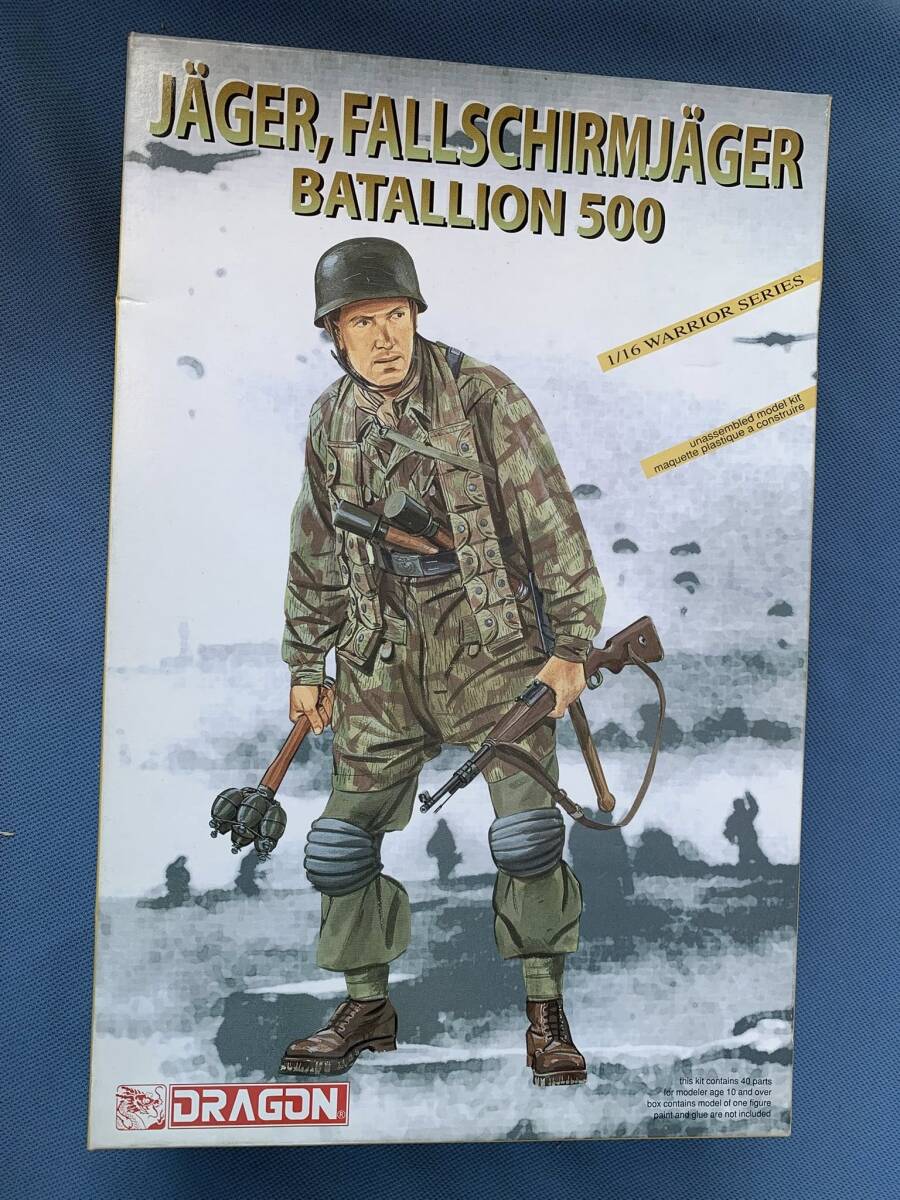 JÄGER, FALLSCHIRMJÄGER
BATALLION 500
1/16 WARRIOR SERIES
unassembled model kit
maquette plastique a construire
DRAGON®
this kit contains 40 parts
for modeler age 10 and over
box contains model of one figure
paint and glue are not included